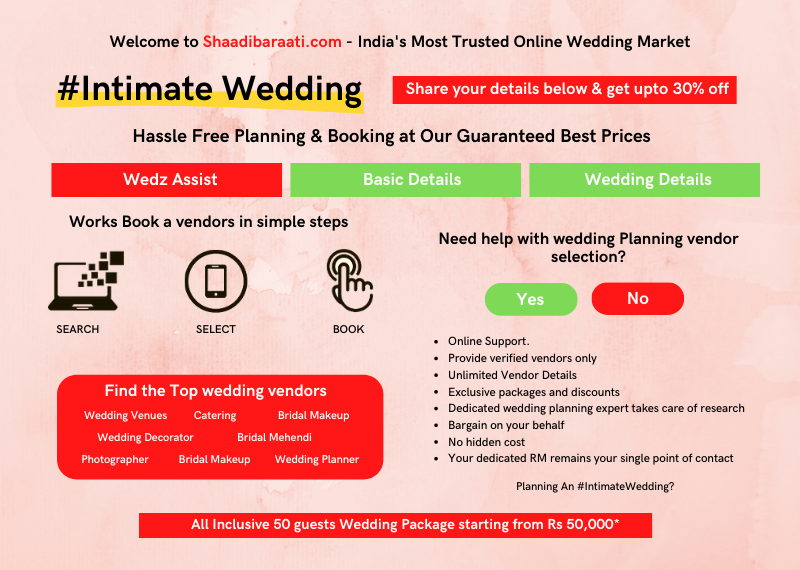 Welcome to Shaadibaraati.com - India's Most Trusted Online Wedding Market
#Intimate Wedding
Share your details below & get upto 30% off
Hassle Free Planning & Booking at Our Guaranteed Best Prices
Wedz Assist
Basic Details
Wedding Details
Works Book a vendors in simple steps
SEARCH
SELECT
BOOK
Find the Top wedding vendors
Wedding Venues Catering Bridal Makeup
Wedding Decorator Bridal Mehendi
Photographer Bridal Makeup Wedding Planner
Need help with wedding Planning vendor
selection?
Yes
No
• Online Support.
• Provide verified vendors only
• Unlimited Vendor Details
• Exclusive packages and discounts
• Dedicated wedding planning expert takes care of research
• Bargain on your behalf
• No hidden cost
• Your dedicated RM remains your single point of contact
Planning An #IntimateWedding?
All Inclusive 50 guests Wedding Package starting from Rs 50,000*